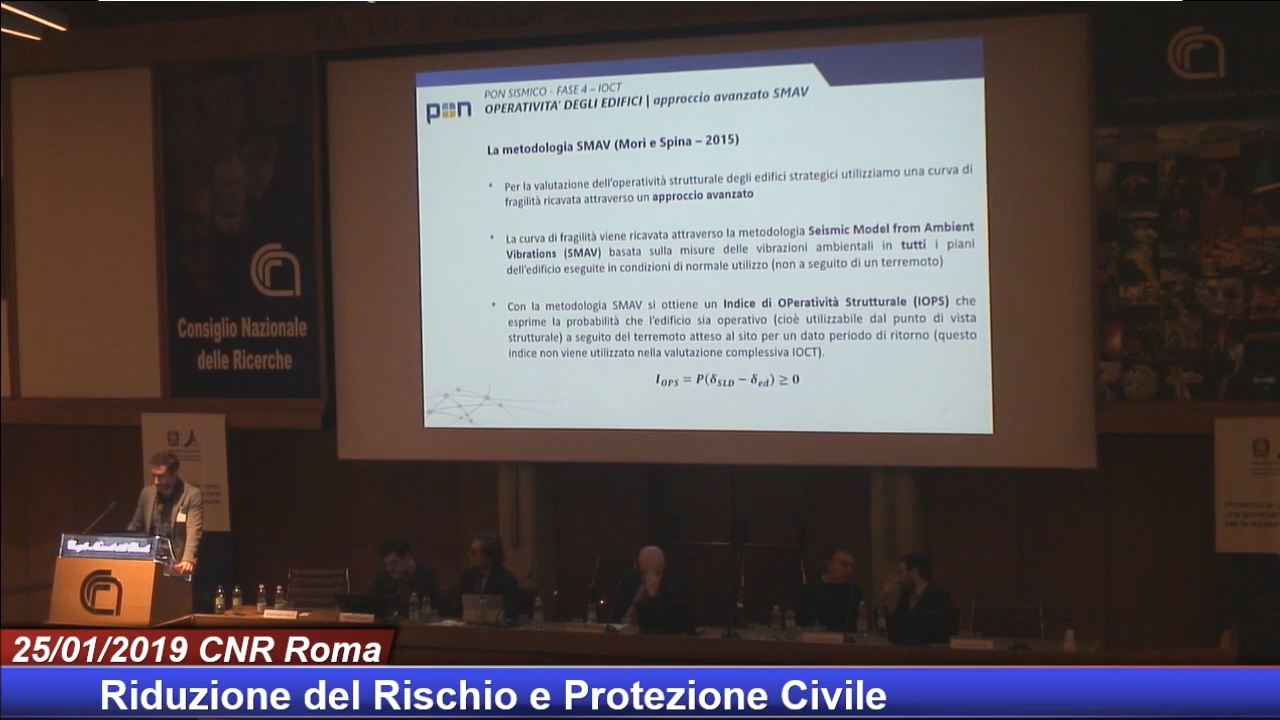 LA LUCE DELLA
PON SISMICO - FASE 4 – IOCT
pon
OPERATIVITA' DEGLI EDIFICI | approccio avanzato SMAV
La metodologia SMAV (Mori e Spina – 2015)
• Per la valutazione dell'operatività strutturale degli edifici strategici utilizziamo una curva di
fragilità ricavata attraverso un approccio avanzato
• La curva di fragilità viene ricavata attraverso la metodologia Seismic Model from Ambient
Vibrations (SMAV) basata sulla misure delle vibrazioni ambientali in tutti i piani
dell'edificio eseguite in condizioni di normale utilizzo (non a seguito di un terremoto)
• Con la metodologia SMAV si ottiene un Indice di OPeratività Strutturale (IOPS) che
esprime la probabilità che l'edificio sia operativo (cioè utilizzabile dal punto di vista
strutturale) a seguito del terremoto atteso al sito per un dato periodo di ritorno (questo
indice non viene utilizzato nella valutazione complessiva IOCT).
I_OPS = P(δ_SLD − δ_ed) ≥ 0
Consiglio Nazionale
delle Ricerche
25/01/2019 CNR Roma
Riduzione del Rischio e Protezione Civile